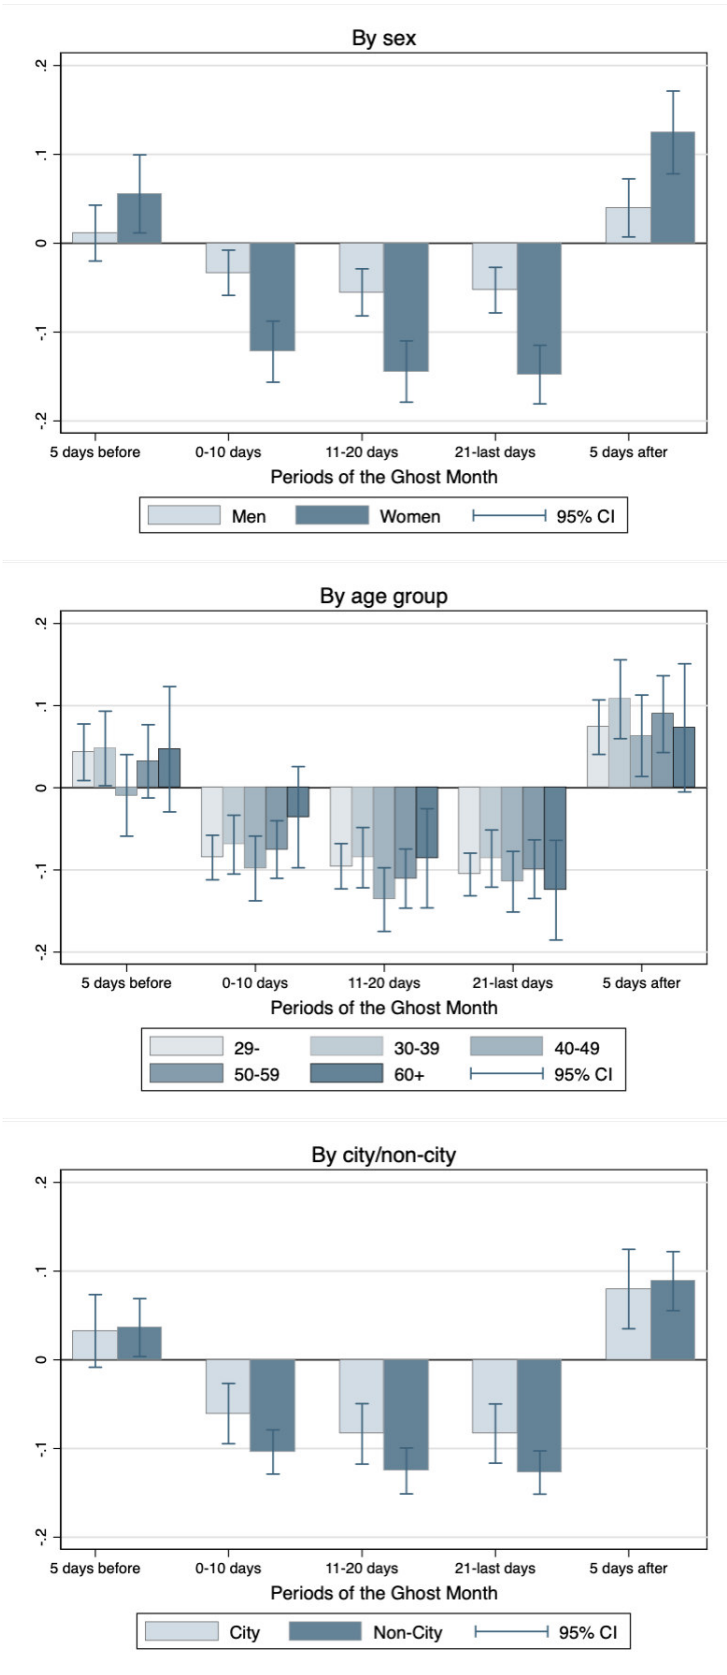 By sex
.2
.1
0
-.1
-.2
5 days before 0-10 days 11-20 days 21-last days 5 days after
Periods of the Ghost Month
Men Women 95% CI
By age group
.2
.1
0
-.1
-.2
5 days before 0-10 days 11-20 days 21-last days 5 days after
Periods of the Ghost Month
29- 30-39 40-49
50-59 60+ 95% CI
By city/non-city
.2
.1
0
-.1
-.2
5 days before 0-10 days 11-20 days 21-last days 5 days after
Periods of the Ghost Month
City Non-City 95% CI